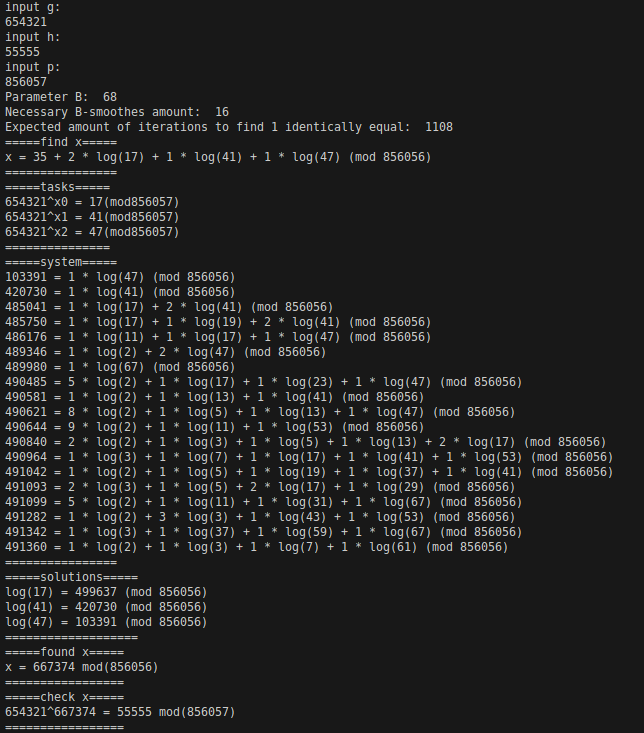 input g:
654321
input h:
55555
input p:
856057
Parameter B:  68
Necessary B-smoothes amount:  16
Expected amount of iterations to find 1 identically equal:  1108
=====find x=====
x = 35 + 2 * log(17) + 1 * log(41) + 1 * log(47) (mod 856056)
================
=====tasks=====
654321^x0 = 17(mod856057)
654321^x1 = 41(mod856057)
654321^x2 = 47(mod856057)
===============
=====system=====
103391 = 1 * log(47) (mod 856056)
420730 = 1 * log(41) (mod 856056)
485041 = 1 * log(17) + 2 * log(41) (mod 856056)
485750 = 1 * log(17) + 1 * log(19) + 2 * log(41) (mod 856056)
486176 = 1 * log(11) + 1 * log(17) + 1 * log(47) (mod 856056)
489346 = 1 * log(2) + 2 * log(47) (mod 856056)
489980 = 1 * log(67) (mod 856056)
490485 = 5 * log(2) + 1 * log(17) + 1 * log(23) + 1 * log(47) (mod 856056)
490581 = 1 * log(2) + 1 * log(13) + 1 * log(41) (mod 856056)
490621 = 8 * log(2) + 1 * log(5) + 1 * log(13) + 1 * log(47) (mod 856056)
490644 = 9 * log(2) + 1 * log(11) + 1 * log(53) (mod 856056)
490840 = 2 * log(2) + 1 * log(3) + 1 * log(5) + 1 * log(13) + 2 * log(17) (mod 856056)
490964 = 1 * log(3) + 1 * log(7) + 1 * log(17) + 1 * log(41) + 1 * log(53) (mod 856056)
491042 = 1 * log(2) + 1 * log(5) + 1 * log(19) + 1 * log(37) + 1 * log(41) (mod 856056)
491093 = 2 * log(3) + 1 * log(5) + 2 * log(17) + 1 * log(29) (mod 856056)
491099 = 5 * log(2) + 1 * log(11) + 1 * log(31) + 1 * log(67) (mod 856056)
491282 = 1 * log(2) + 3 * log(3) + 1 * log(43) + 1 * log(53) (mod 856056)
491342 = 1 * log(3) + 1 * log(37) + 1 * log(59) + 1 * log(67) (mod 856056)
491360 = 1 * log(2) + 1 * log(3) + 1 * log(7) + 1 * log(61) (mod 856056)
================
=====solutions=====
log(17) = 499637 (mod 856056)
log(41) = 420730 (mod 856056)
log(47) = 103391 (mod 856056)
===================
=====found x=====
x = 667374 mod(856056)
=================
=====check x=====
654321^667374 = 55555 mod(856057)
=================